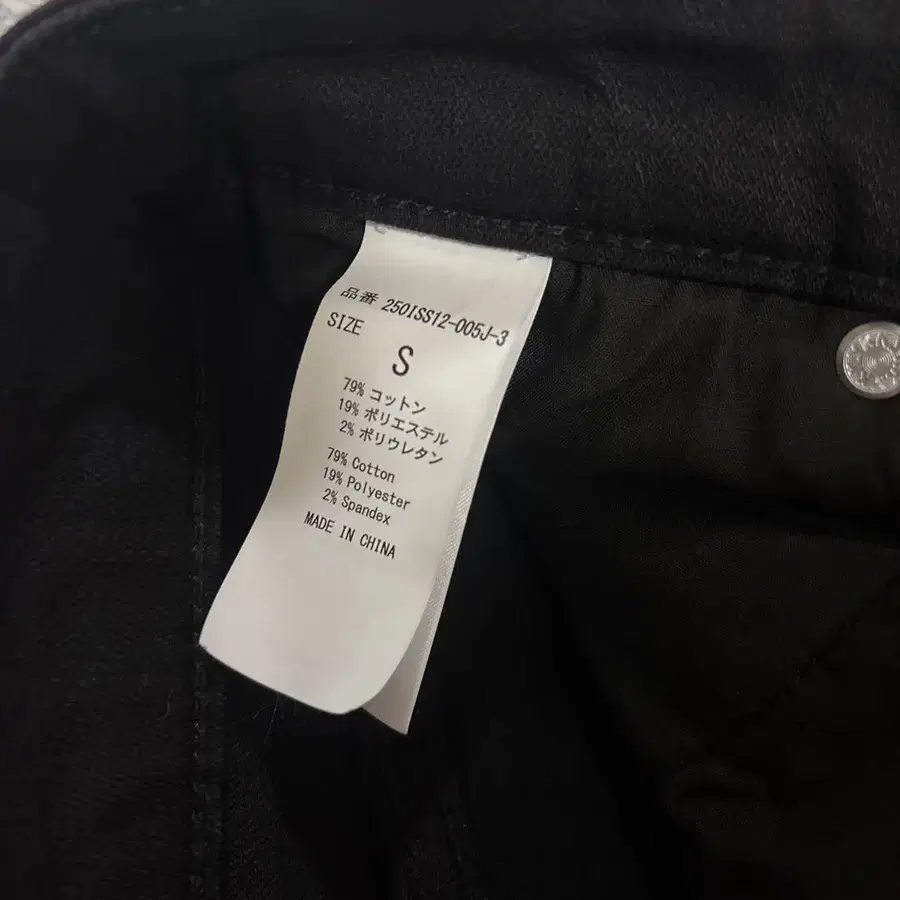 品番 250ISS12-005J-3
SIZE
S
79% コットン
19% ポリエステル
2% ポリウレタン
79% Cotton
19% Polyester
2% Spandex
MADE IN CHINA